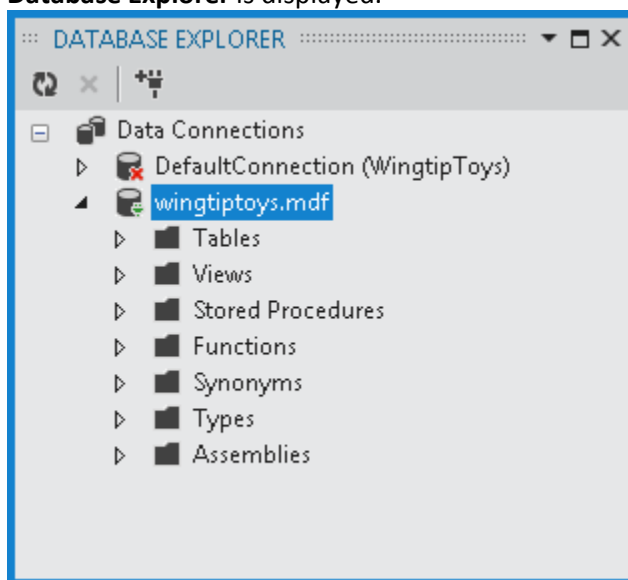 Database Explorer is displayed.
DATABASE EXPLORER
Data Connections
DefaultConnection (WingtipToys)
wingtiptoys.mdf
Tables
Views
Stored Procedures
Functions
Synonyms
Types
Assemblies